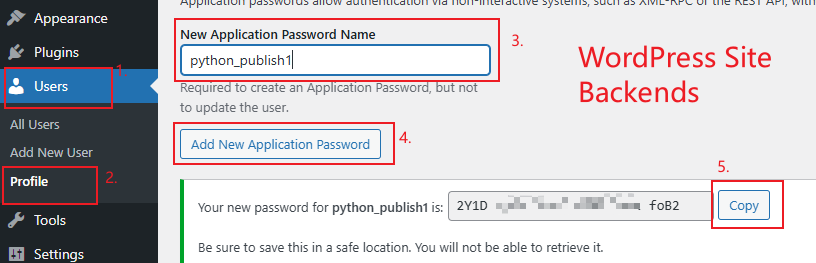 Appearance
Plugins
1.
Users
All Users
Add New User
Profile
2.
Tools
Settings
Application passwords allow authentication via non-interactive systems, such as XML-RPC or the REST API, with
New Application Password Name
python_publish1
3.
Required to create an Application Password, but not
to update the user.
Add New Application Password
4.
WordPress Site
Backends
5.
Your new password for python_publish1 is: 2Y1D foB2 Copy
Be sure to save this in a safe location. You will not be able to retrieve it.